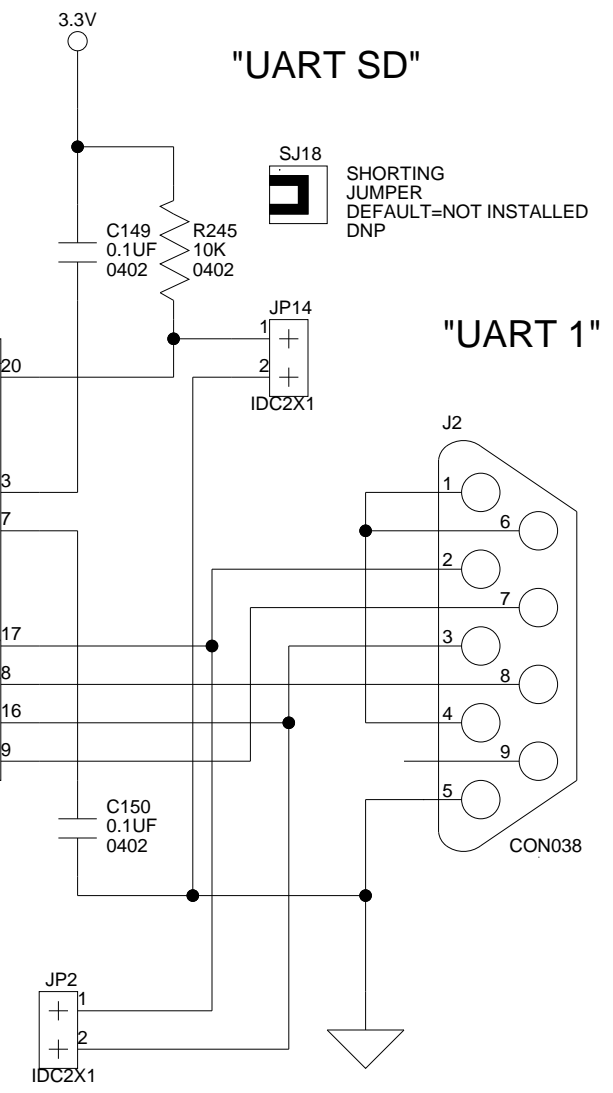 3.3V
"UART SD"
SJ18
SHORTING
JUMPER
DEFAULT=NOT INSTALLED
DNP
C149
0.1UF
0402
R245
10K
0402
JP14
1
2
IDC2X1
"UART 1"
20
3
7
17
8
16
9
J2
1
6
2
7
3
8
4
9
5
CON038
C150
0.1UF
0402
JP2
1
2
IDC2X1